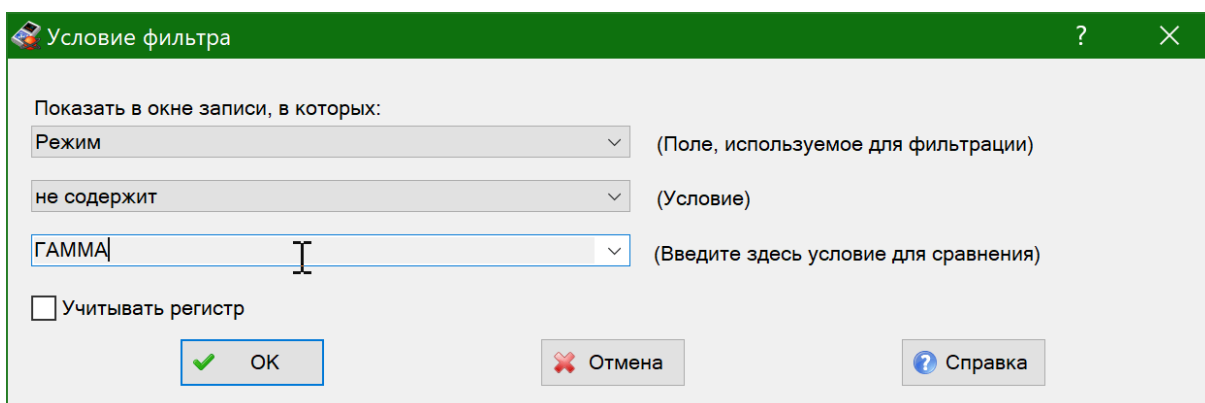 Условие фильтра ?
Показать в окне записи, в которых:
Режим (Поле, используемое для фильтрации)
не содержит (Условие)
ГАММА (Введите здесь условие для сравнения)
Учитывать регистр
OK Отмена ? Справка